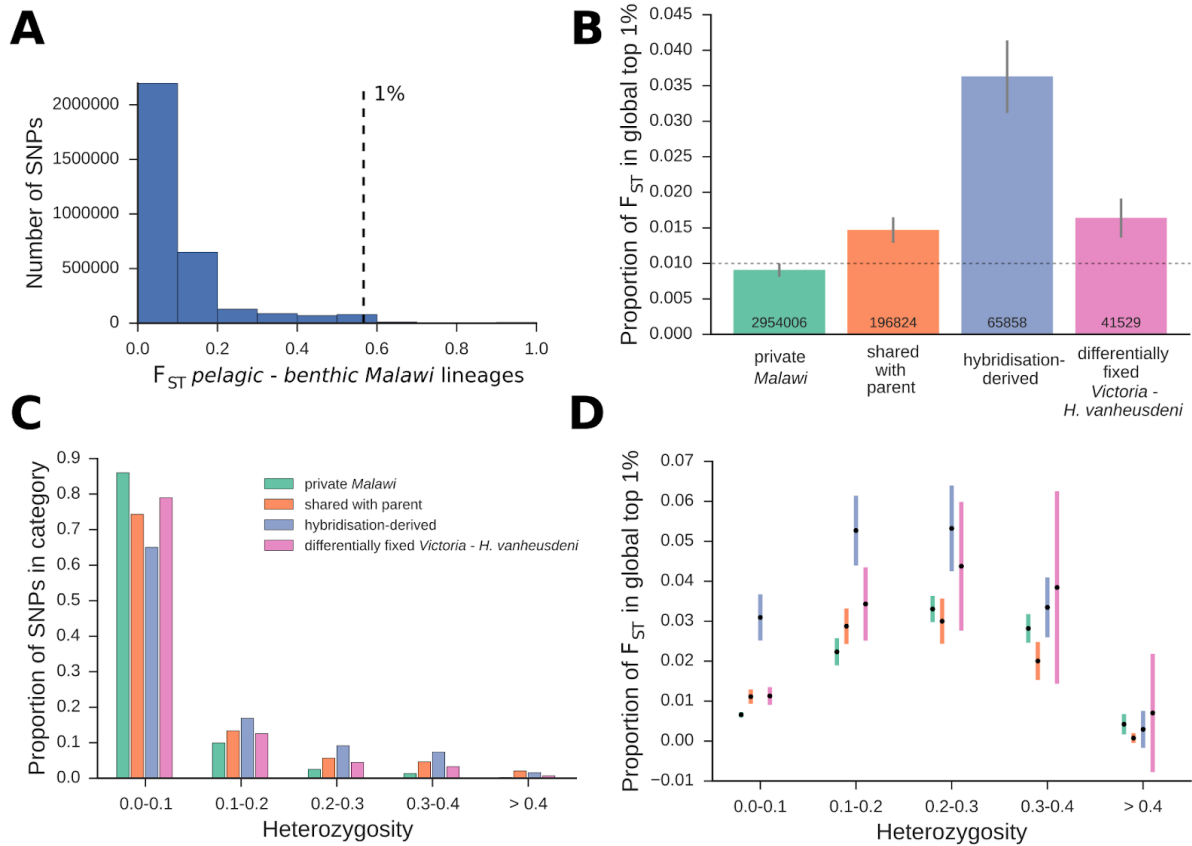 A
Number of SNPs
2000000
1500000
1000000
500000
0
1%
0.0
0.2
0.4
0.6
0.8
1.0
FST pelagic - benthic Malawi lineages
B
Proportion of FST in global top 1%
0.045
0.040
0.035
0.030
0.025
0.020
0.015
0.010
0.005
0.000
2954006
196824
65858
41529
private
Malawi
shared
with
parent
hybridisation-
derived
differentially
fixed
Victoria -
H. vanheusdeni
C
Proportion of SNPs in category
0.9
0.8
0.7
0.6
0.5
0.4
0.3
0.2
0.1
0.0
private Malawi
shared with parent
hybridisation-derived
differentially fixed Victoria - H. vanheusdeni
0.0-0.1
0.1-0.2
0.2-0.3
0.3-0.4
> 0.4
Heterozygosity
D
Proportion of FST in global top 1%
0.07
0.06
0.05
0.04
0.03
0.02
0.01
0.00
−0.01
0.0-0.1
0.1-0.2
0.2-0.3
0.3-0.4
> 0.4
Heterozygosity